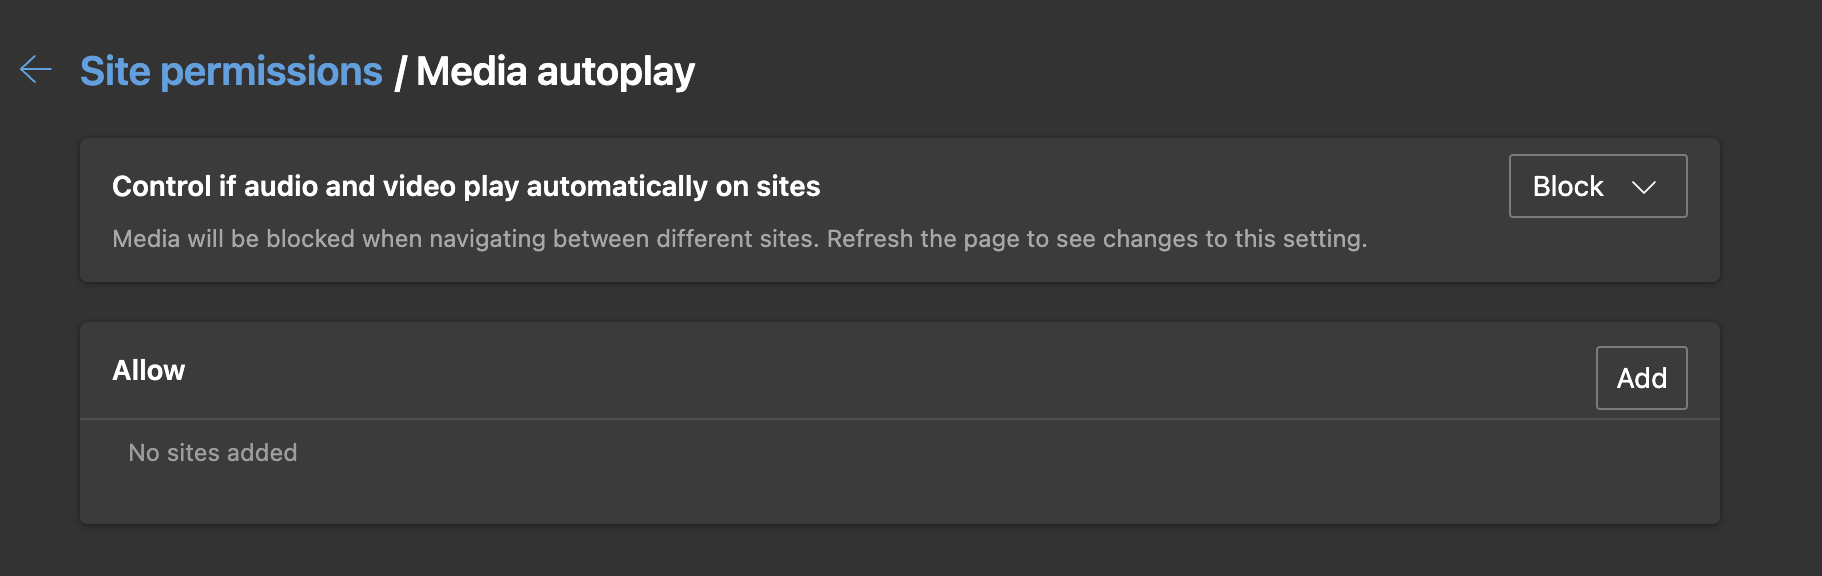 Site permissions / Media autoplay
Control if audio and video play automatically on sites
Block
Media will be blocked when navigating between different sites. Refresh the page to see changes to this setting.
Allow
Add
No sites added